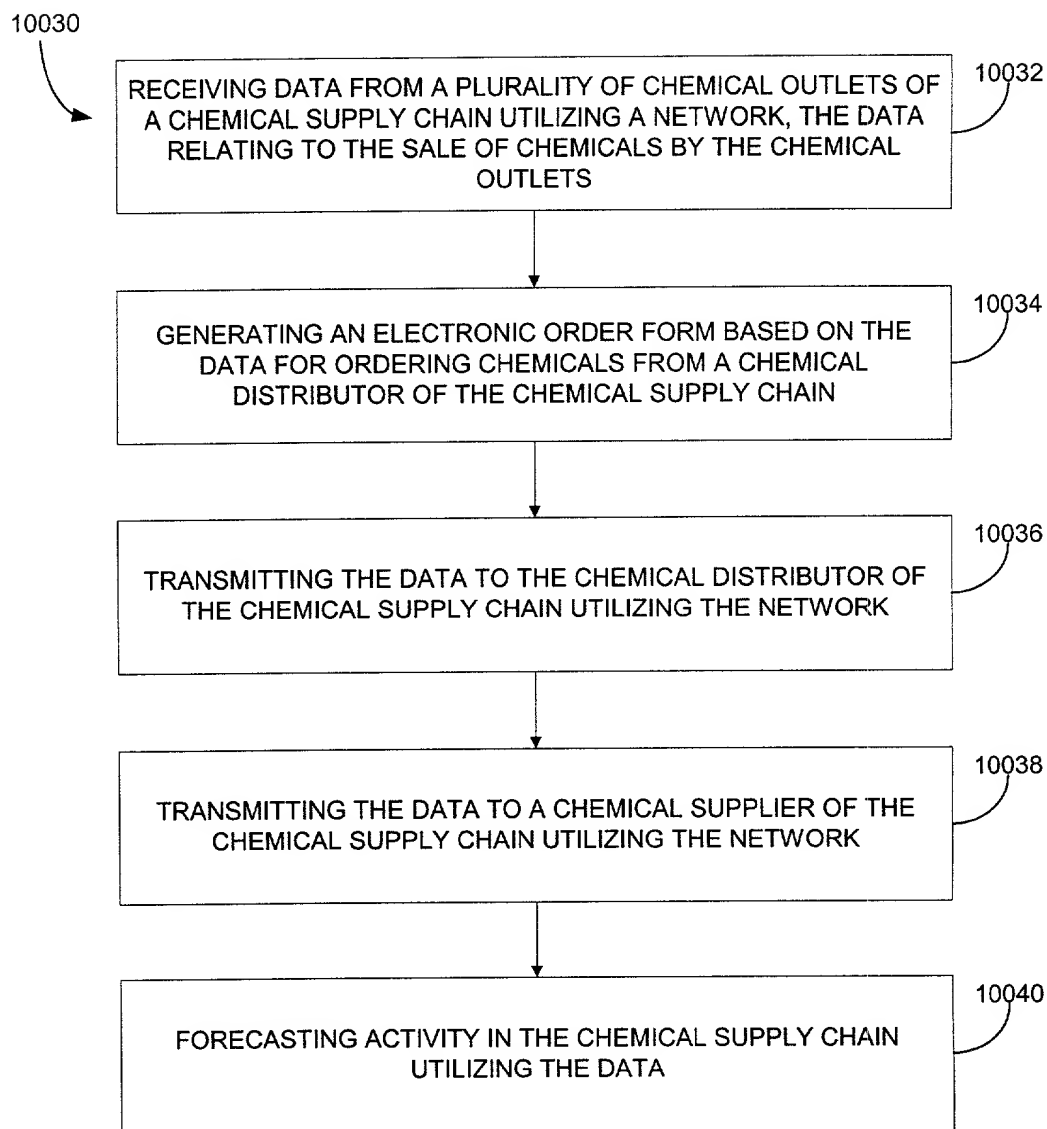 10030
10032
RECEIVING DATA FROM A PLURALITY OF CHEMICAL OUTLETS OF
A CHEMICAL SUPPLY CHAIN UTILIZING A NETWORK, THE DATA
RELATING TO THE SALE OF CHEMICALS BY THE CHEMICAL
OUTLETS
10034
GENERATING AN ELECTRONIC ORDER FORM BASED ON THE
DATA FOR ORDERING CHEMICALS FROM A CHEMICAL
DISTRIBUTOR OF THE CHEMICAL SUPPLY CHAIN
10036
TRANSMITTING THE DATA TO THE CHEMICAL DISTRIBUTOR OF
THE CHEMICAL SUPPLY CHAIN UTILIZING THE NETWORK
10038
TRANSMITTING THE DATA TO A CHEMICAL SUPPLIER OF THE
CHEMICAL SUPPLY CHAIN UTILIZING THE NETWORK
10040
FORECASTING ACTIVITY IN THE CHEMICAL SUPPLY CHAIN
UTILIZING THE DATA